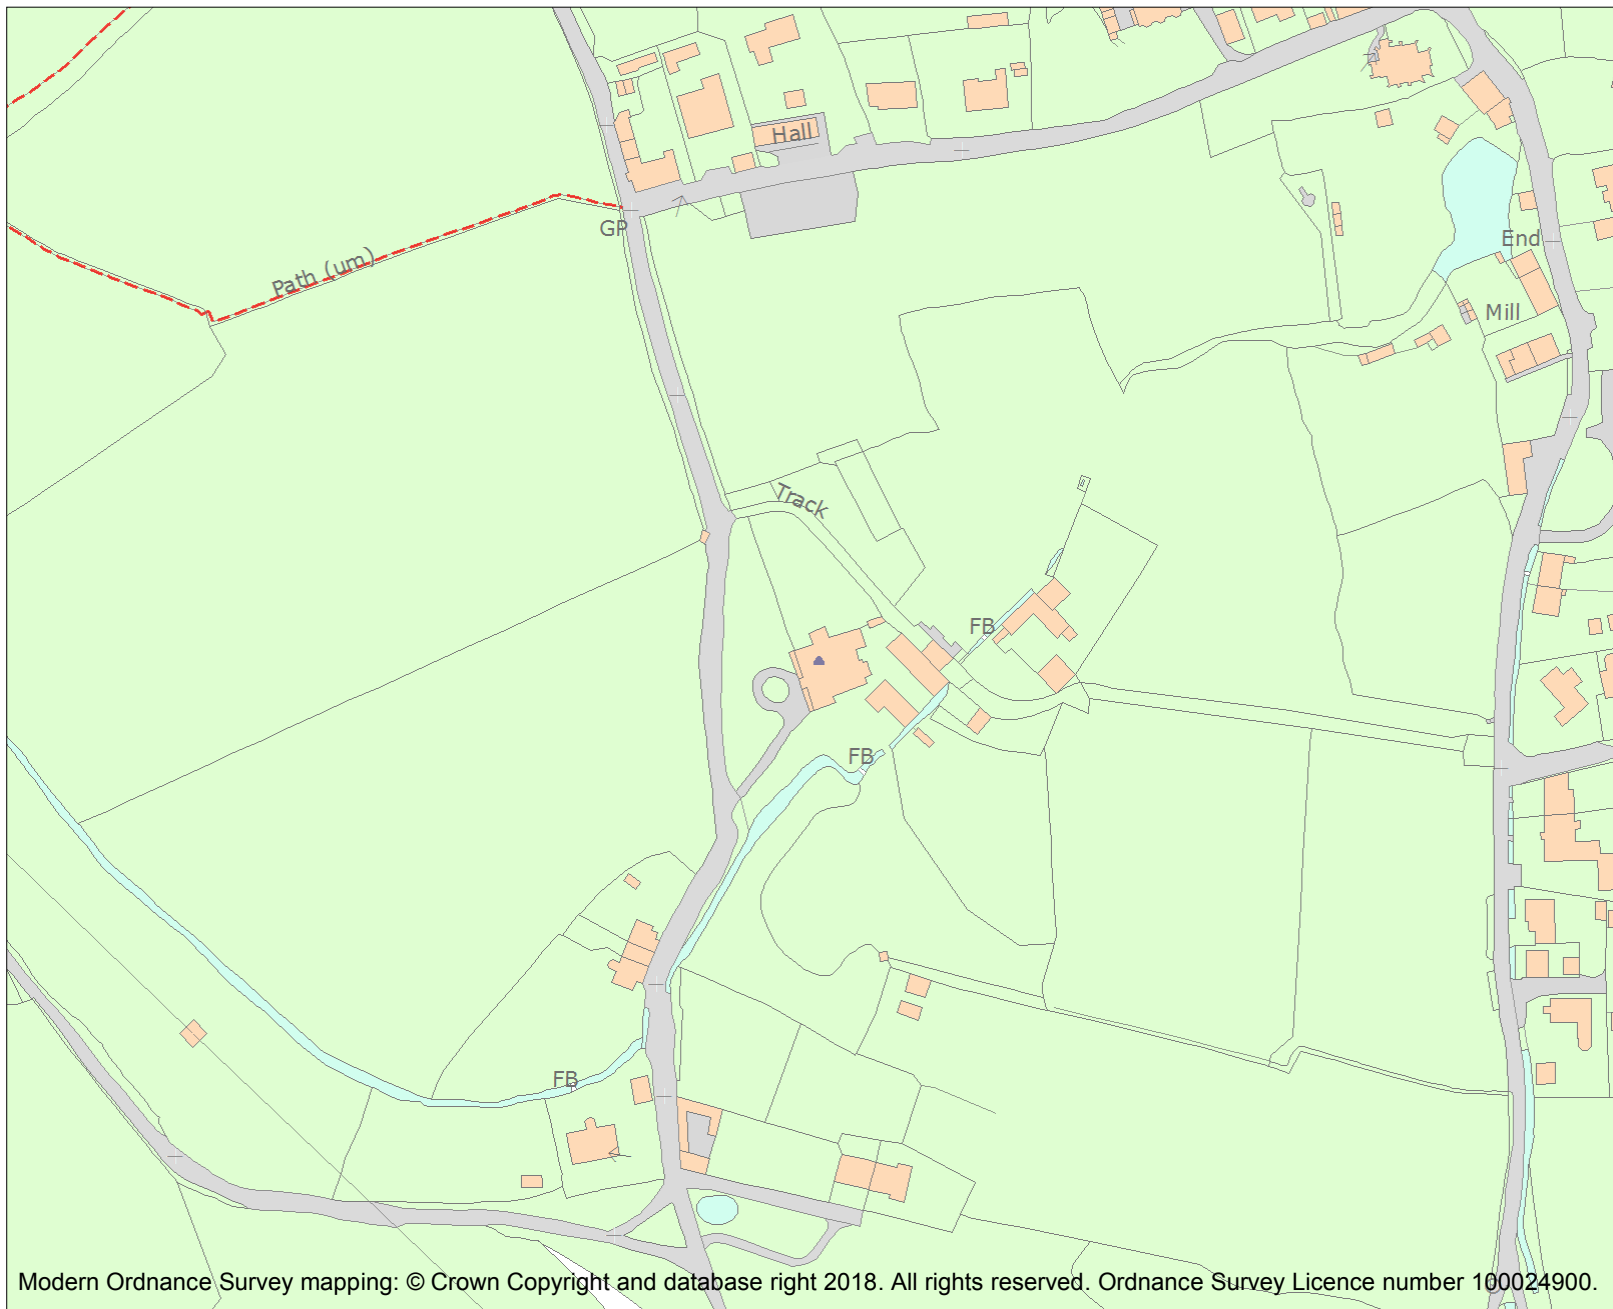 Hall
GP
End
Path (um)
Mill
Track
FB
FB
FB
Modern Ordnance Survey mapping: © Crown Copyright and database right 2018. All rights reserved. Ordnance Survey Licence number 100024900.